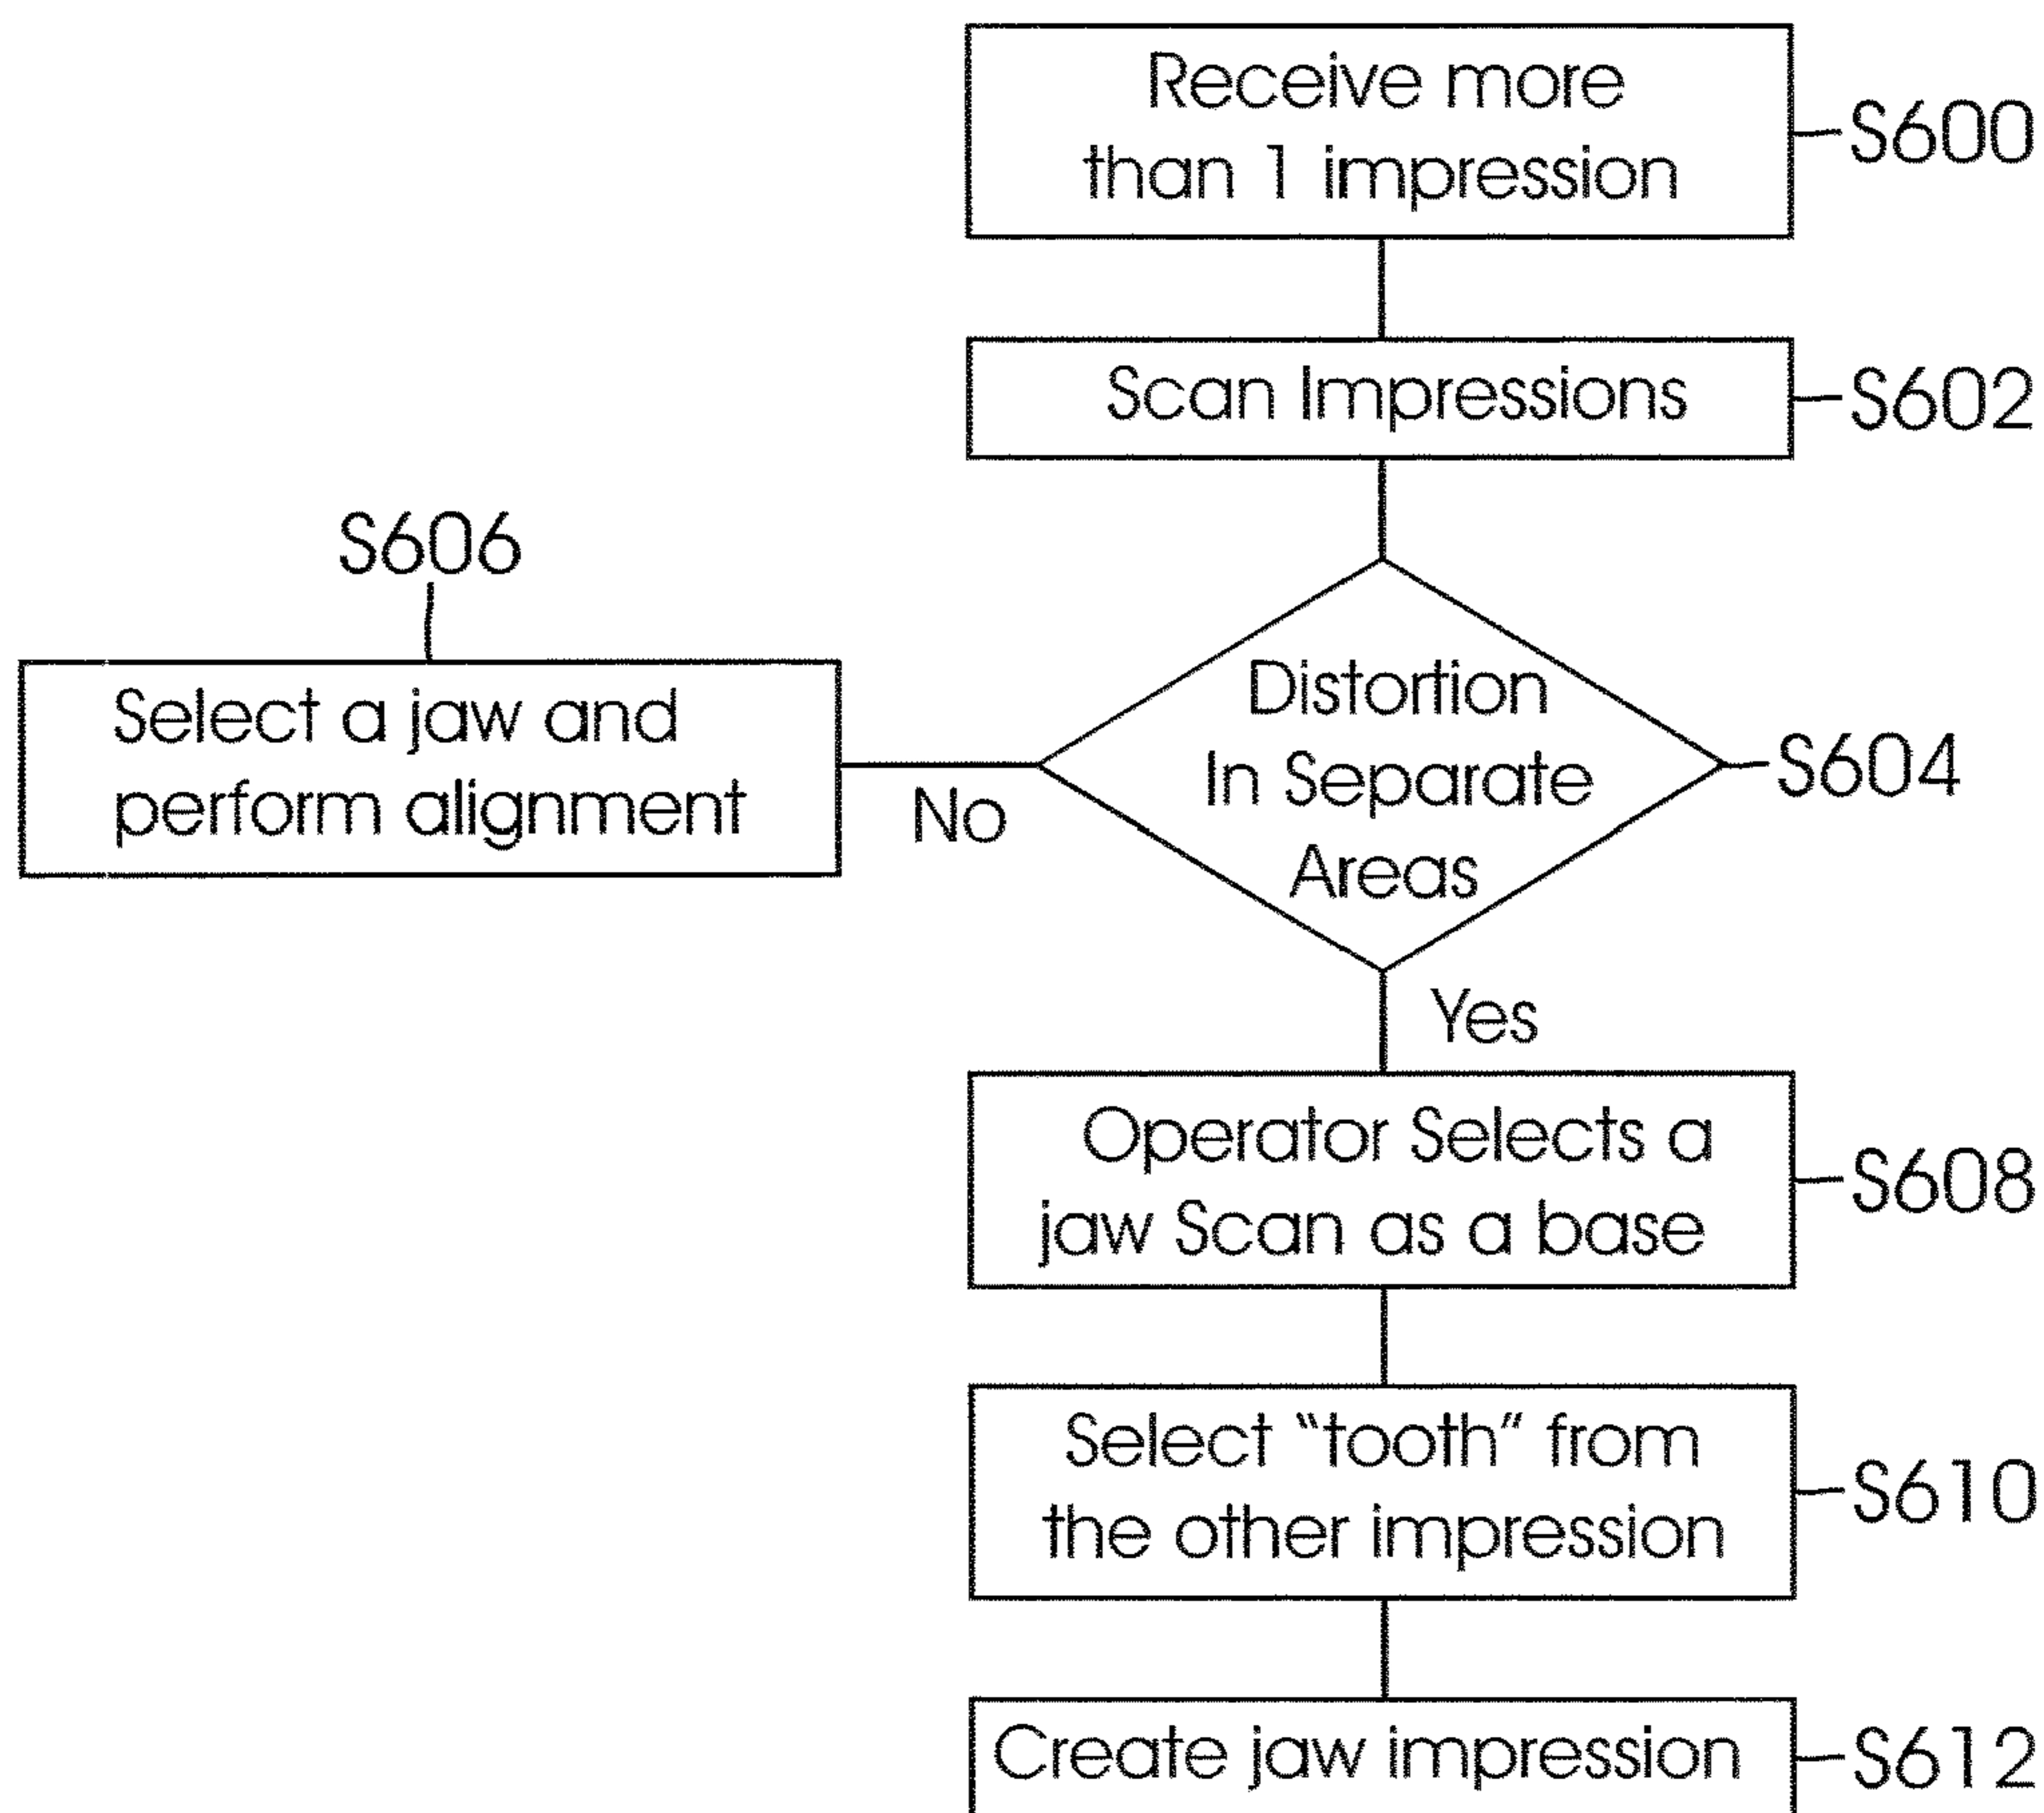 Receive more
than 1 impression
S600
Scan Impressions
S602
S606
Select a jaw and
perform alignment
No
Distortion
In Separate
Areas
S604
Yes
Operator Selects a
jaw Scan as a base
S608
Select “tooth” from
the other impression
S610
Create jaw impression
S612